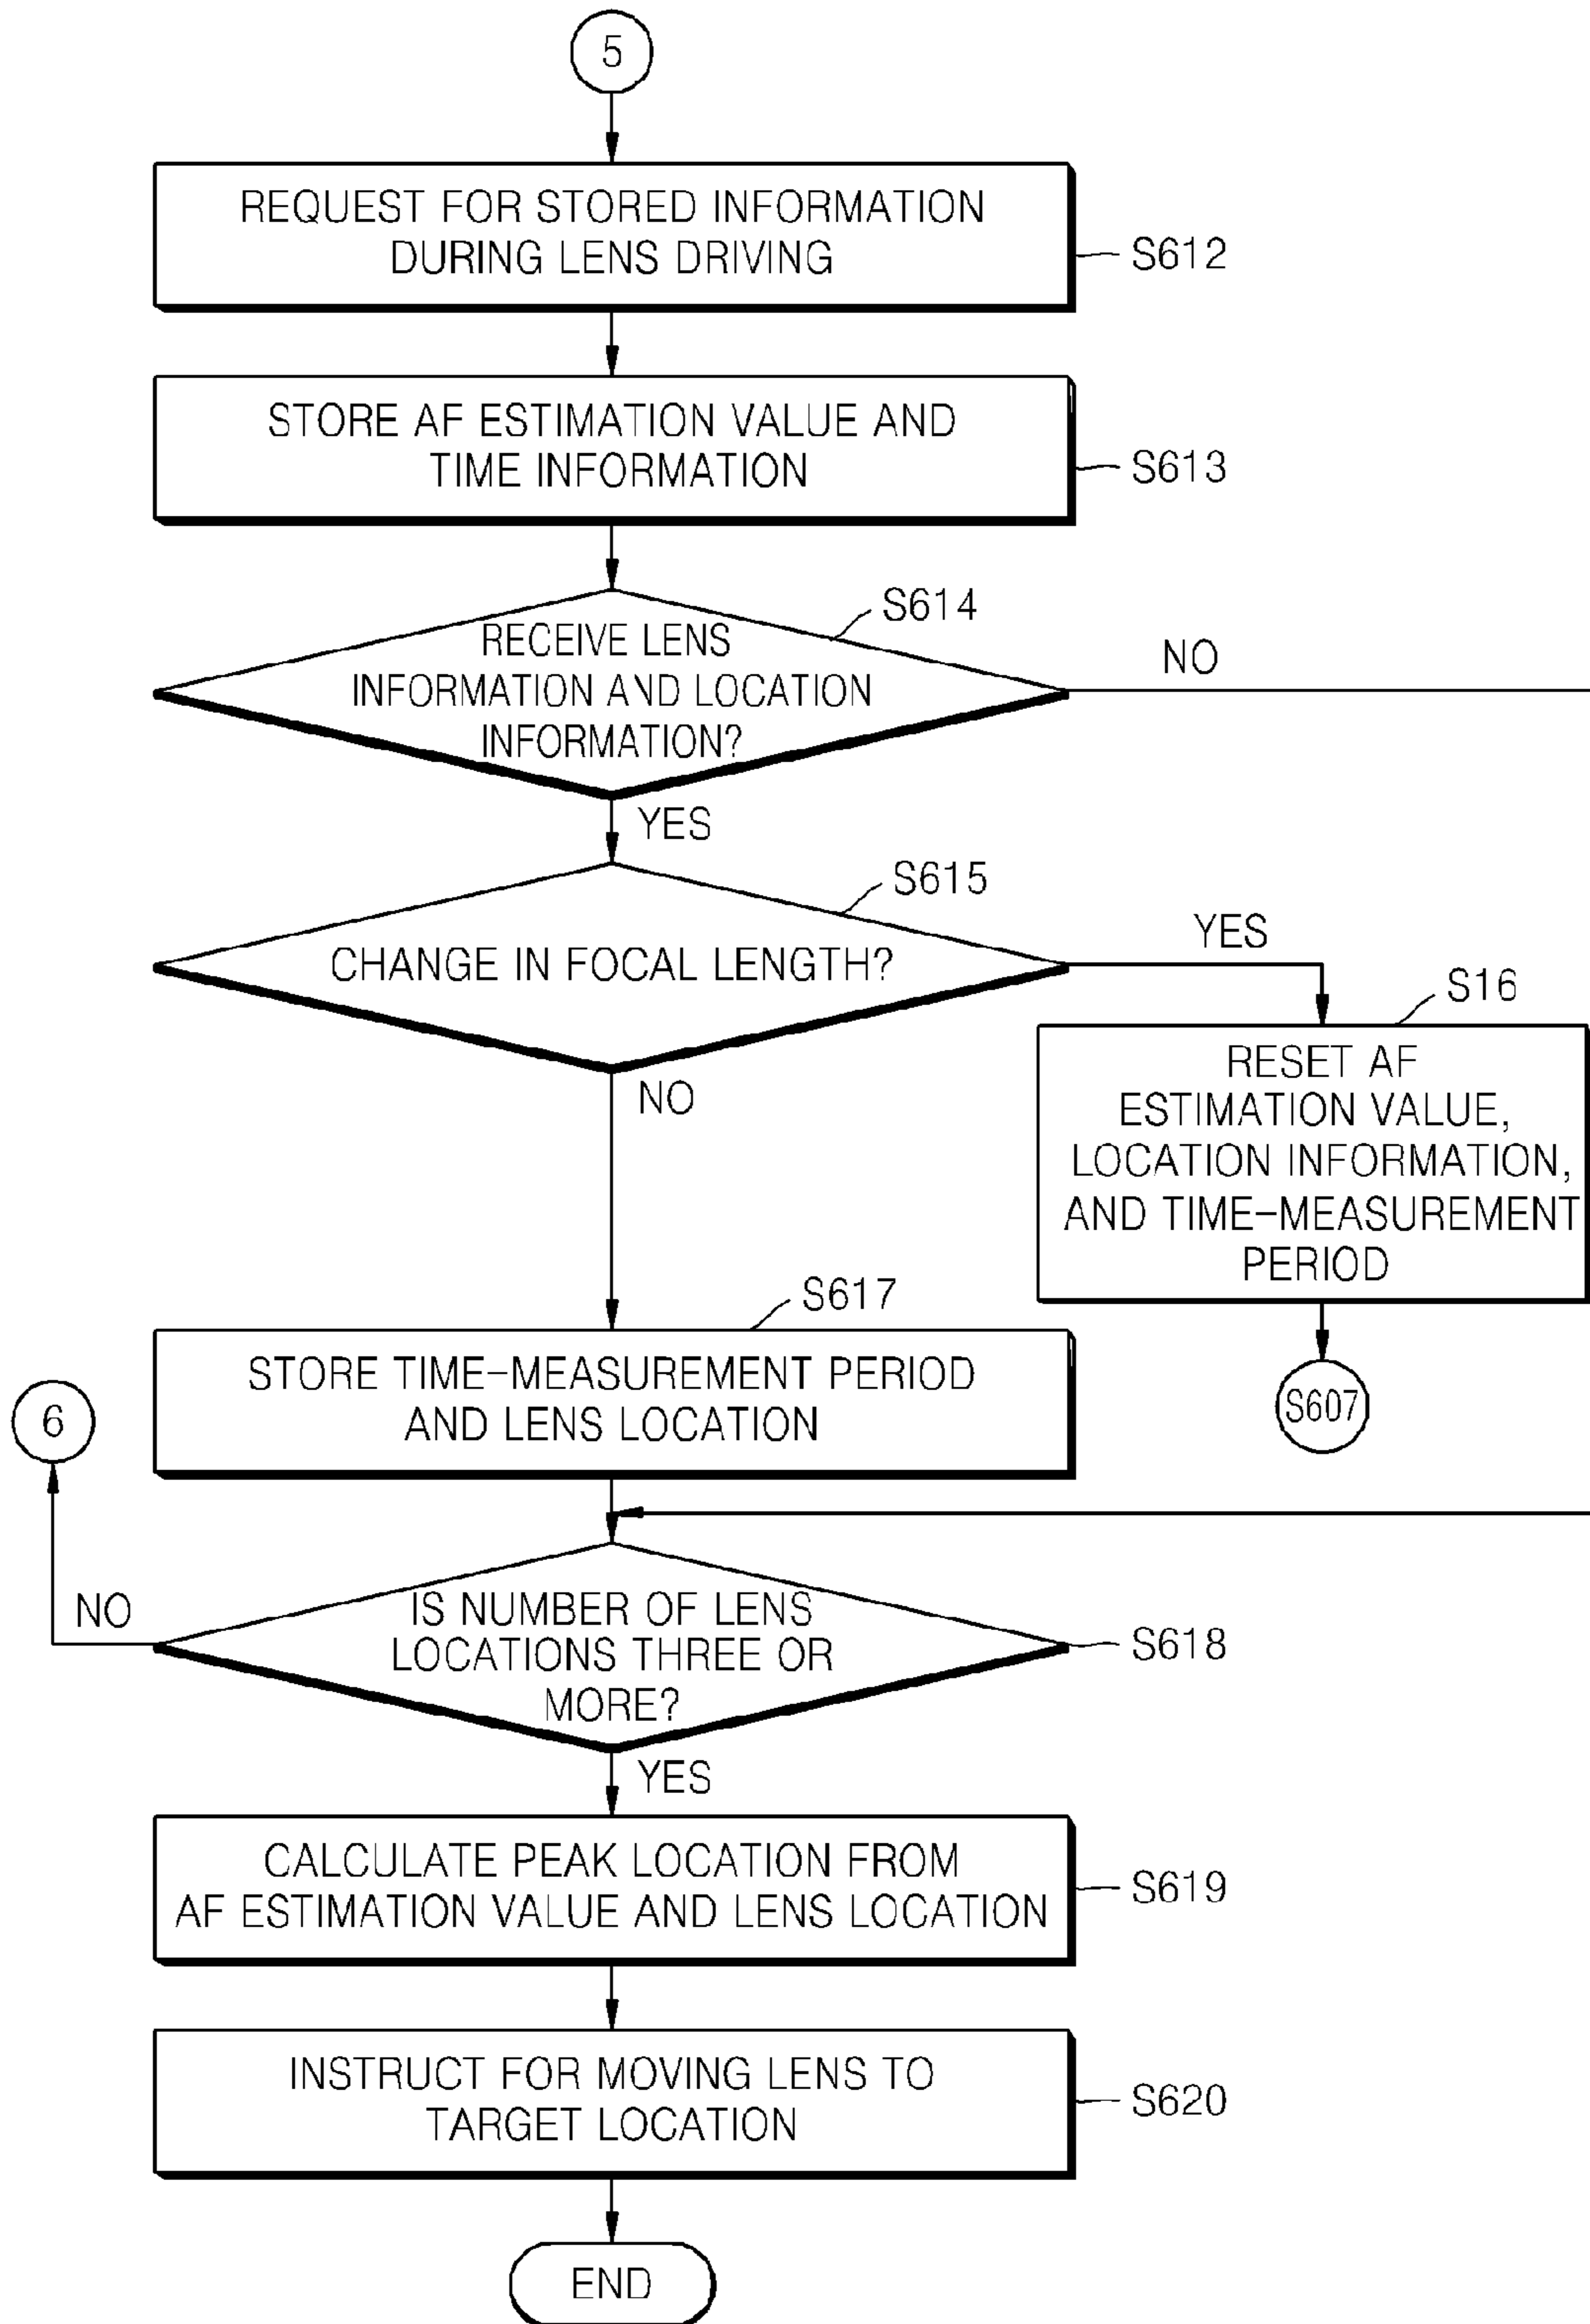 5
REQUEST FOR STORED INFORMATION
DURING LENS DRIVING
S612
STORE AF ESTIMATION VALUE AND
TIME INFORMATION
S613
S614
RECEIVE LENS
INFORMATION AND LOCATION
INFORMATION?
NO
YES
S615
CHANGE IN FOCAL LENGTH?
YES
NO
S16
RESET AF
ESTIMATION VALUE,
LOCATION INFORMATION,
AND TIME-MEASUREMENT
PERIOD
S607
S617
STORE TIME-MEASUREMENT PERIOD
AND LENS LOCATION
6
NO
IS NUMBER OF LENS
LOCATIONS THREE OR
MORE?
S618
YES
CALCULATE PEAK LOCATION FROM
AF ESTIMATION VALUE AND LENS LOCATION
S619
INSTRUCT FOR MOVING LENS TO
TARGET LOCATION
S620
END